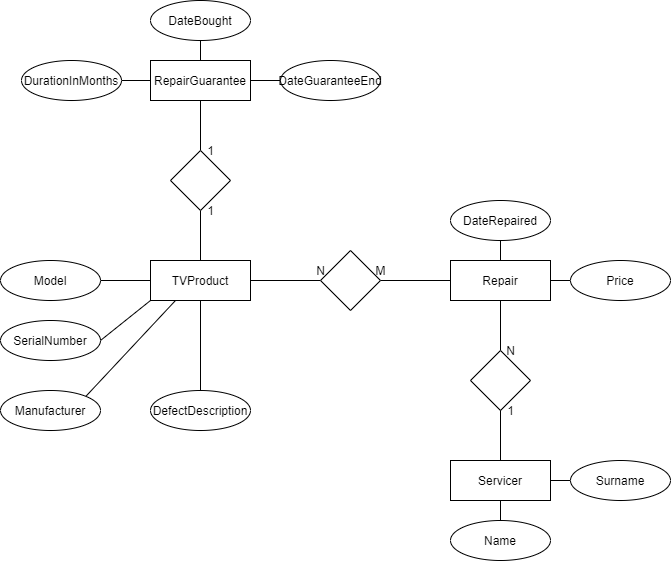 DateBought
DurationInMonths
RepairGuarantee
DateGuaranteeEnd
1
1
DateRepaired
Model
TVProduct
N
M
Repair
Price
SerialNumber
N
Manufacturer
DefectDescription
1
Servicer
Surname
Name